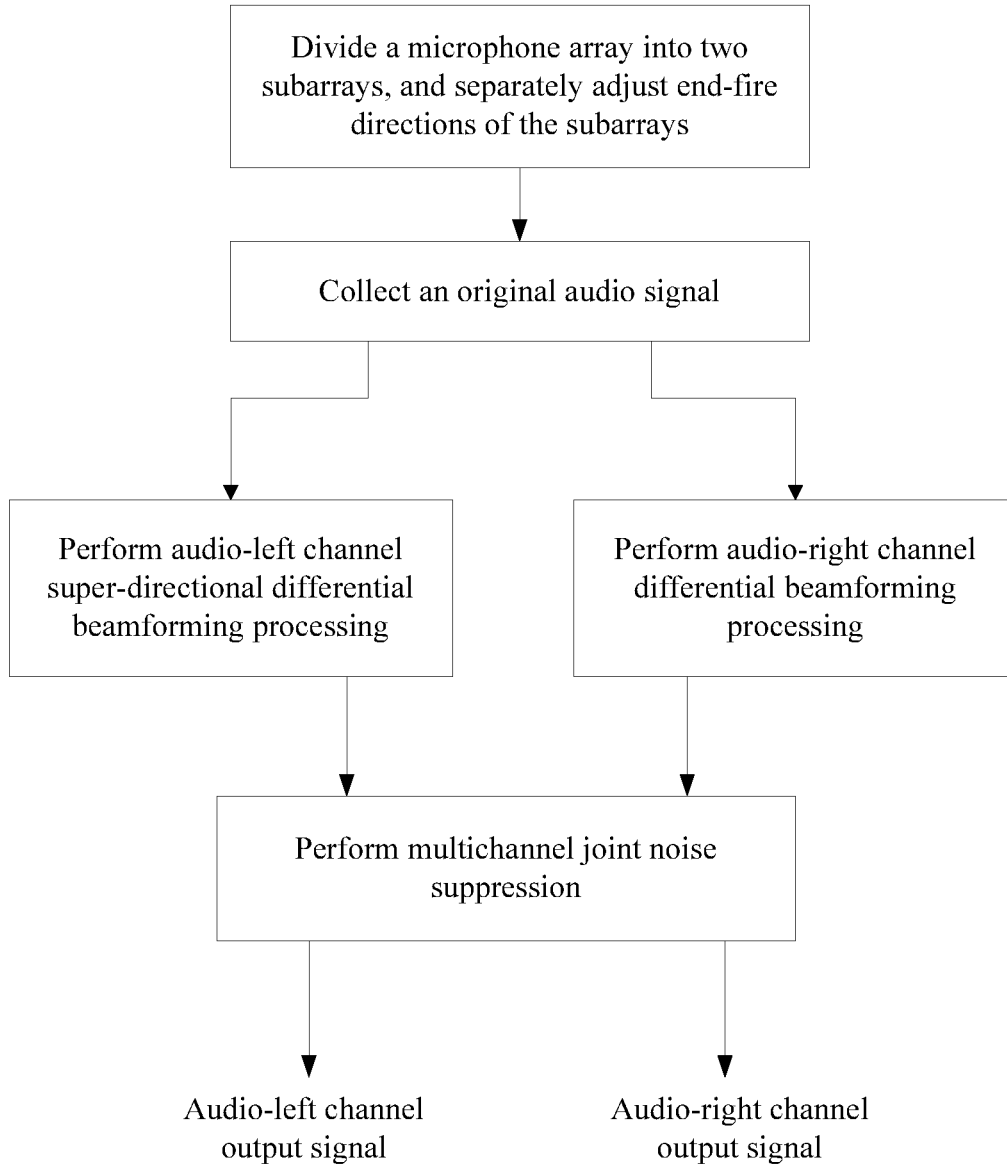 Divide a microphone array into two
subarrays, and separately adjust end-fire
directions of the subarrays
Collect an original audio signal
Perform audio-left channel
super-directional differential
beamforming processing
Perform audio-right channel
differential beamforming
processing
Perform multichannel joint noise
suppression
Audio-left channel
output signal
Audio-right channel
output signal